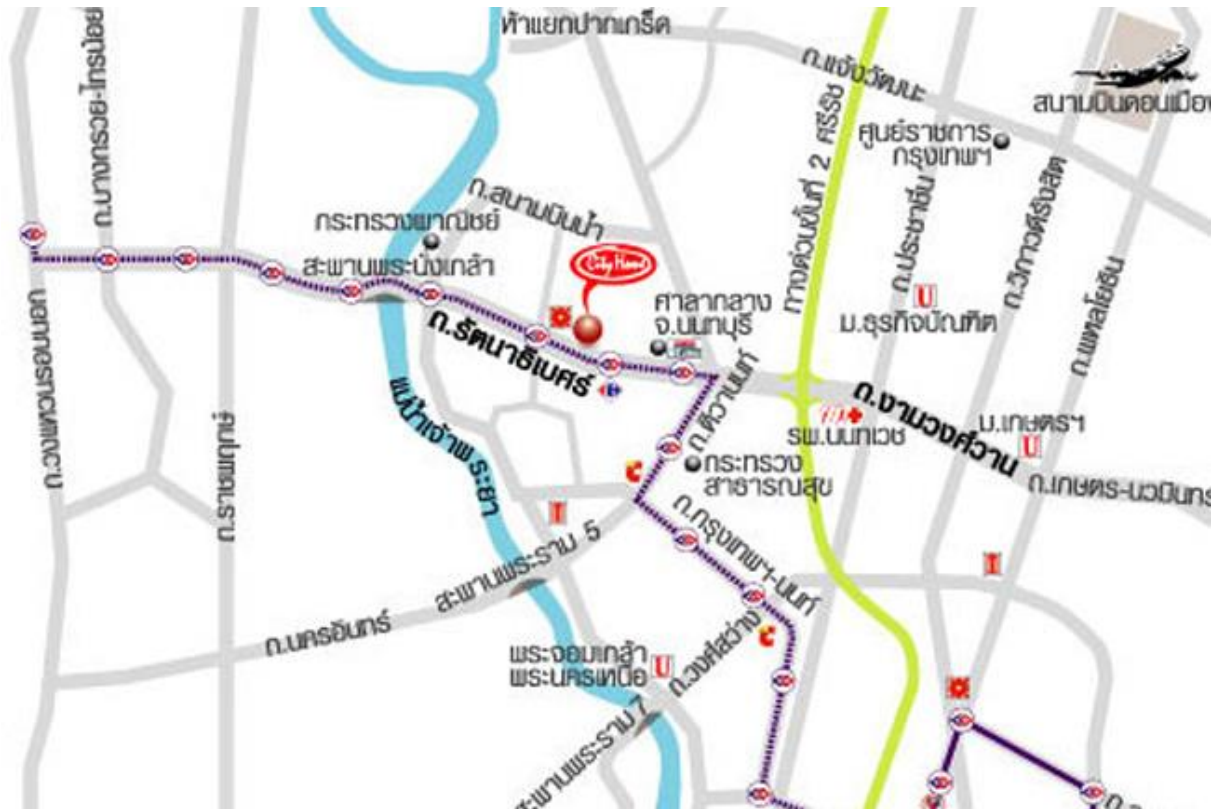 ห้าแยกปากเกร็ด
ถ.บางกรวย-ไทรน้อย
ถ.แจ้งวัฒนะ
สนามบินดอนเมือง
ศูนย์ราชการ
กรุงเทพฯ
ทางด่วนขั้นที่ 2 ศรีรัช
ถ.สนามบินน้ำ
กระทรวงพาณิชย์
สะพานพระนั่งเกล้า
City Home
ศาลากลาง
จ.นนทบุรี
ถ.ประชาชื่น
ถ.วิภาวดีรังสิต
ถ.พหลโยธิน
U
ม.ธุรกิจบัณฑิต
ถ.รัตนาธิเบศร์
ถ.ติวานนท์
ถ.งามวงศ์วาน
รพ.นนทเวช
ม.เกษตรฯ
U
ถ.เกษตร-นวมินทร์
ถ.วงแหวนรอบนอก
ถ.ราชพฤกษ์
แม่น้ำเจ้าพระยา
กระทรวง
สาธารณสุข
ถ.กรุงเทพฯ-นนท์
สะพานพระราม 5
ถ.นครอินทร์
พระจอมเกล้า
พระนครเหนือ
U
ถ.วงศ์สว่าง
สะพานพระราม 7